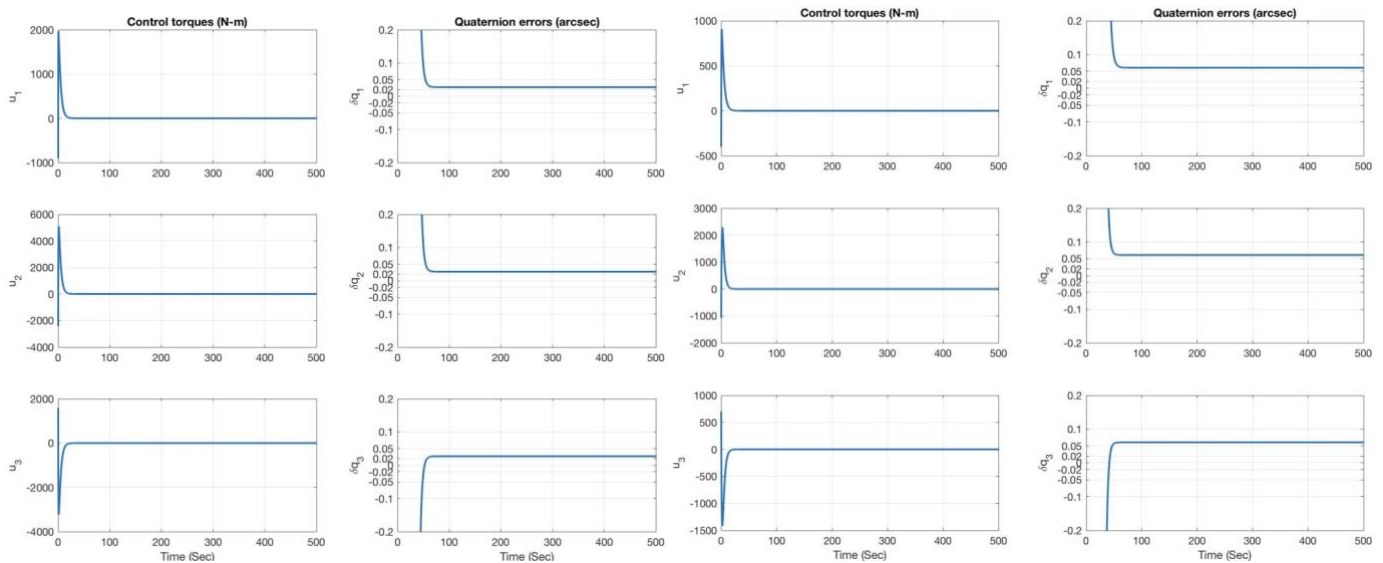 Control torques (N-m)
2000
1000
0
-1000
u1
0 100 200 300 400 500
Quaternion errors (arcsec)
0.2
0.1
0.05
0.02
0
-0.02
-0.05
-0.1
-0.2
δq1
0 100 200 300 400 500
Control torques (N-m)
1000
500
0
-500
u1
0 100 200 300 400 500
Quaternion errors (arcsec)
0.2
0.1
0.05
0.02
0
-0.02
-0.05
-0.1
-0.2
δq1
0 100 200 300 400 500
6000
4000
2000
0
-2000
-4000
u2
0 100 200 300 400 500
0.2
0.1
0.05
0.02
0
-0.02
-0.05
-0.1
-0.2
δq2
0 100 200 300 400 500
3000
2000
1000
0
-1000
-2000
u2
0 100 200 300 400 500
0.2
0.1
0.05
0.02
0
-0.02
-0.05
-0.1
-0.2
δq2
0 100 200 300 400 500
2000
0
-2000
-4000
u3
0 100 200 300 400 500
Time (Sec)
0.2
0.1
0.05
0.02
0
-0.02
-0.05
-0.1
-0.2
δq3
0 100 200 300 400 500
Time (Sec)
1000
500
0
-500
-1000
-1500
u3
0 100 200 300 400 500
Time (Sec)
0.2
0.1
0.05
0.02
0
-0.02
-0.05
-0.1
-0.2
δq3
0 100 200 300 400 500
Time (Sec)